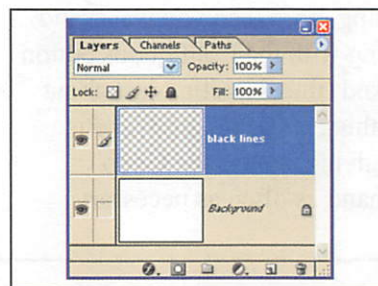 Layers Channels Paths
Normal Opacity: 100%
Lock: Fill: 100%
black lines
Background